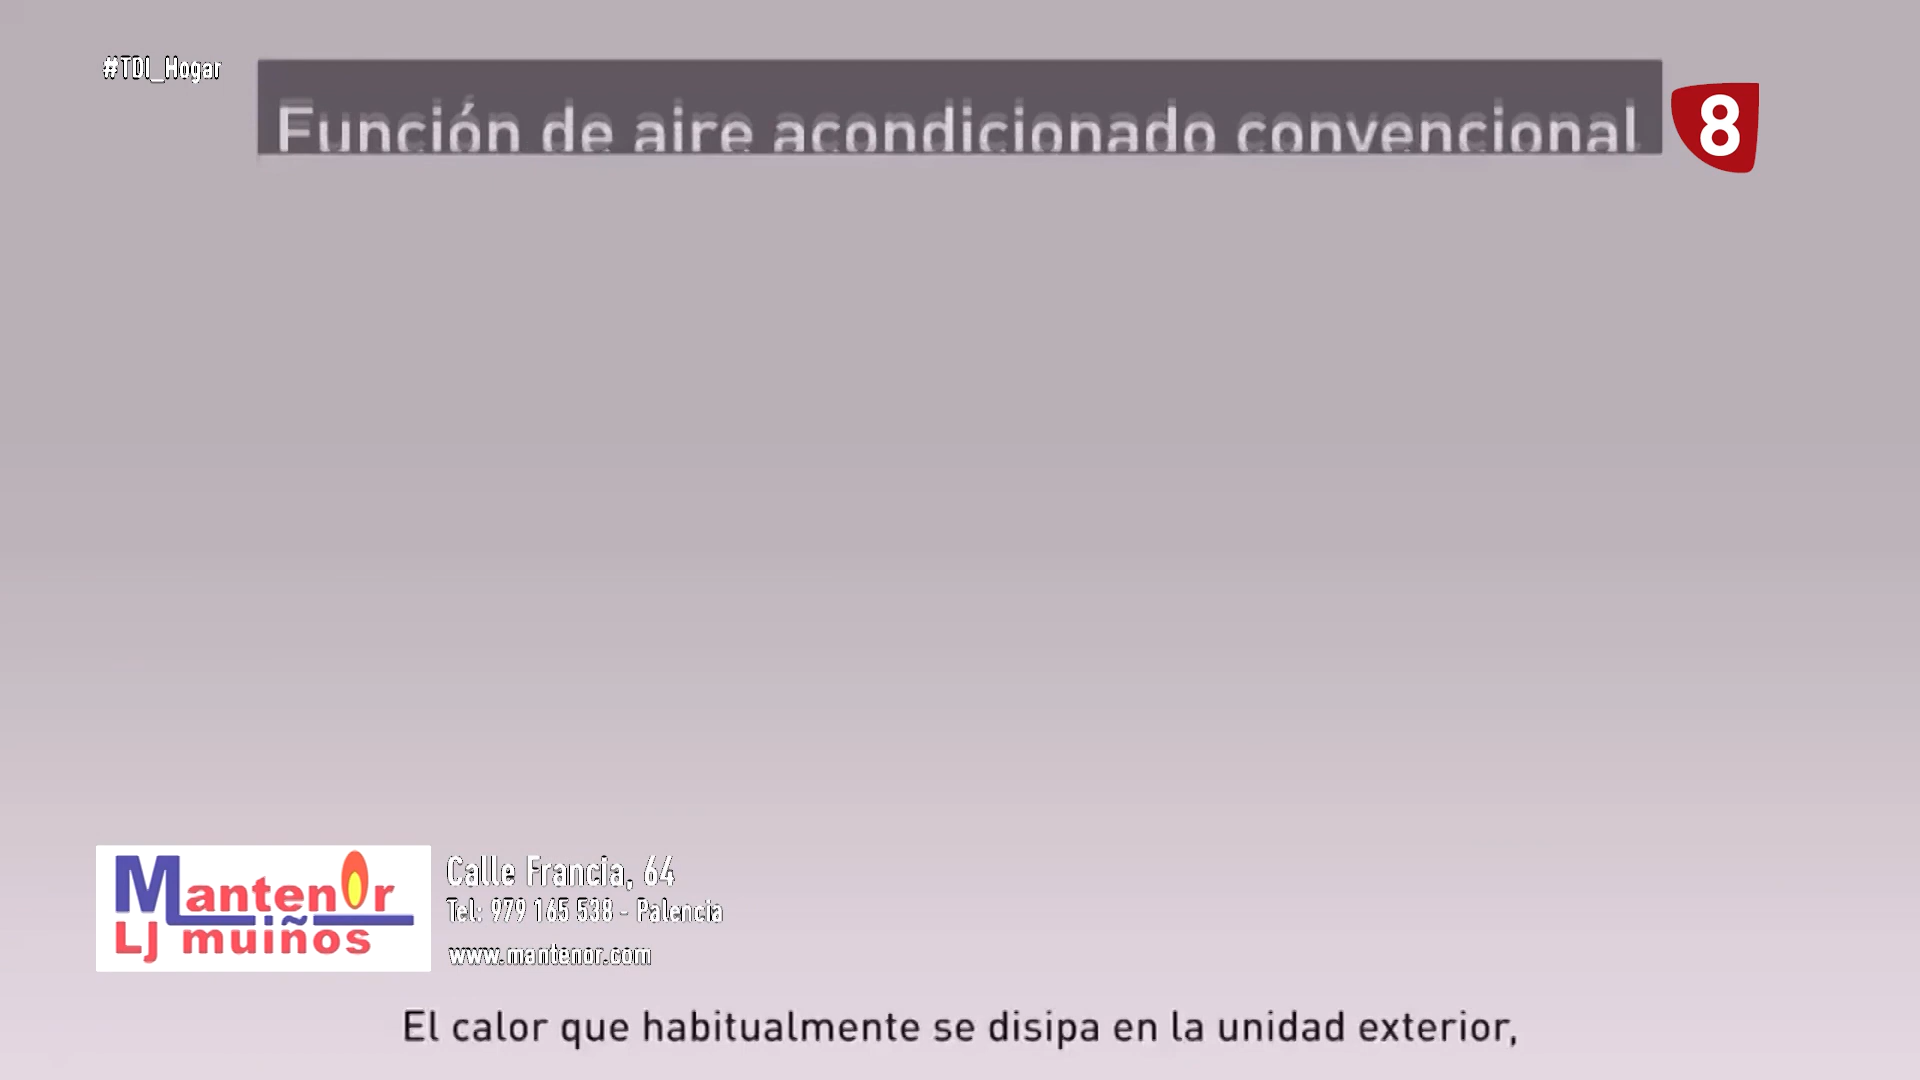 #TDI_Hogar
Función de aire acondicionado convencional
8
Mantenor
LJ muiños
Calle Francia, 64
Tel: 979 165 538 - Palencia
www.mantenor.com
El calor que habitualmente se disipa en la unidad exterior,